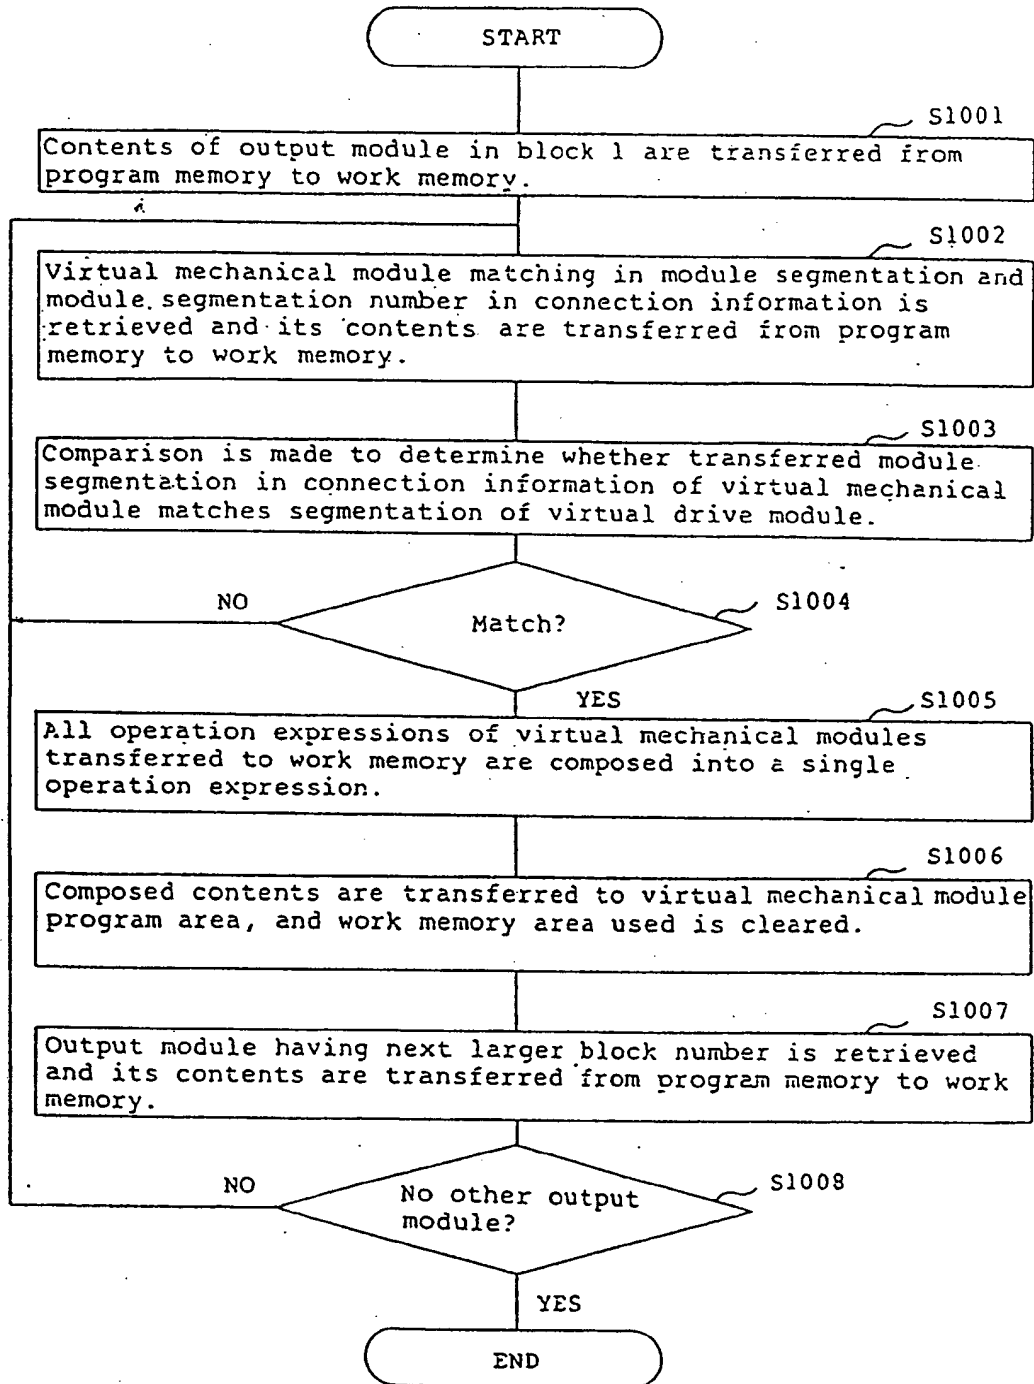 START
S1001
Contents of output module in block 1 are transferred from
program memory to work memory.
S1002
Virtual mechanical module matching in module segmentation and
module segmentation number in connection information is
retrieved and its contents are transferred from program
memory to work memory.
S1003
Comparison is made to determine whether transferred module
segmentation in connection information of virtual mechanical
module matches segmentation of virtual drive module.
NO
Match?
S1004
YES
S1005
All operation expressions of virtual mechanical modules
transferred to work memory are composed into a single
operation expression.
S1006
Composed contents are transferred to virtual mechanical module
program area, and work memory area used is cleared.
S1007
Output module having next larger block number is retrieved
and its contents are transferred from program memory to work
memory.
NO
No other output
module?
S1008
YES
END